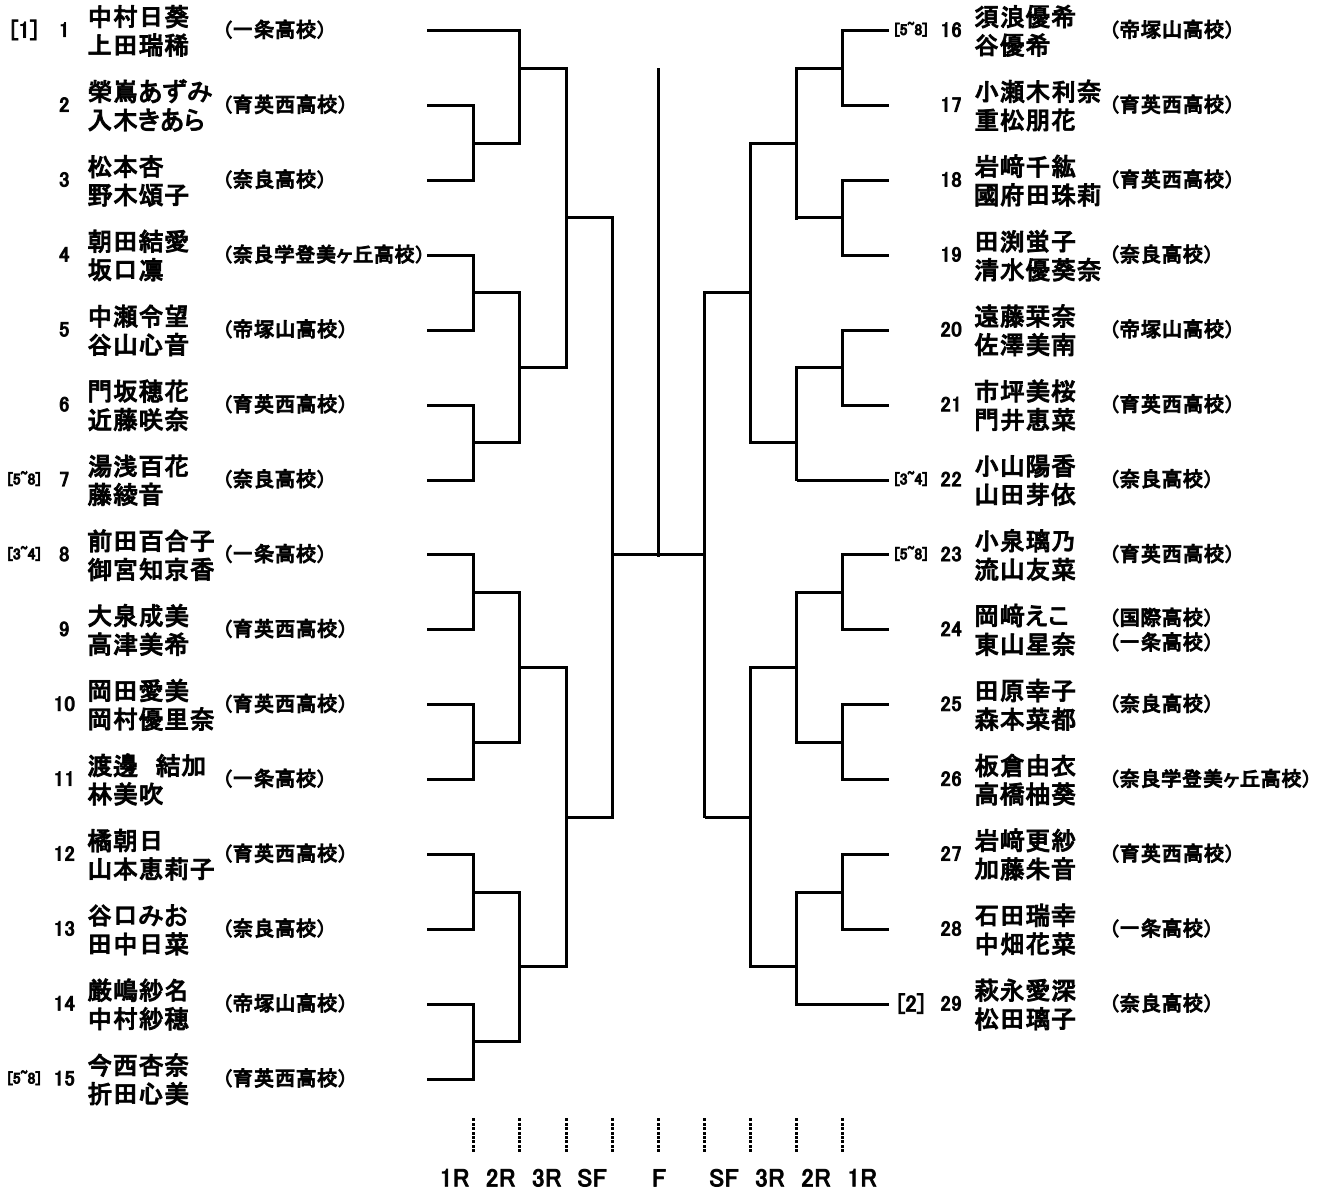 [1] 1 中村日葵 (一条高校)
上田瑞稀
2 榮嶌あずみ (育英西高校)
入木きあら
3 松本杏 (奈良高校)
野木頌子
4 朝田結愛 (奈良学登美ヶ丘高校)
坂口凛
5 中瀬令望 (帝塚山高校)
谷山心音
6 門坂穂花 (育英西高校)
近藤咲奈
[5~8] 7 湯浅百花 (奈良高校)
藤綾音
[3~4] 8 前田百合子 (一条高校)
御宮知京香
9 大泉成美 (育英西高校)
高津美希
10 岡田愛美 (育英西高校)
岡村優里奈
11 渡邊　結加 (一条高校)
林美吹
12 橘朝日 (育英西高校)
山本恵莉子
13 谷口みお (奈良高校)
田中日菜
14 厳嶋紗名 (帝塚山高校)
中村紗穂
[5~8] 15 今西杏奈 (育英西高校)
折田心美
[5~8] 16 須浪優希 (帝塚山高校)
谷優希
17 小瀬木利奈 (育英西高校)
重松朋花
18 岩﨑千紘 (育英西高校)
國府田珠莉
19 田渕蛍子 (奈良高校)
清水優葵奈
20 遠藤栞奈 (帝塚山高校)
佐澤美南
21 市坪美桜 (育英西高校)
門井恵菜
[3~4] 22 小山陽香 (奈良高校)
山田芽依
[5~8] 23 小泉璃乃 (育英西高校)
流山友菜
24 岡﨑えこ (国際高校)
東山星奈 (一条高校)
25 田原幸子 (奈良高校)
森本菜都
26 板倉由衣 (奈良学登美ヶ丘高校)
高橋柚葵
27 岩﨑更紗 (育英西高校)
加藤朱音
28 石田瑞幸 (一条高校)
中畑花菜
[2] 29 萩永愛深 (奈良高校)
松田璃子
1R 2R 3R SF F SF 3R 2R 1R